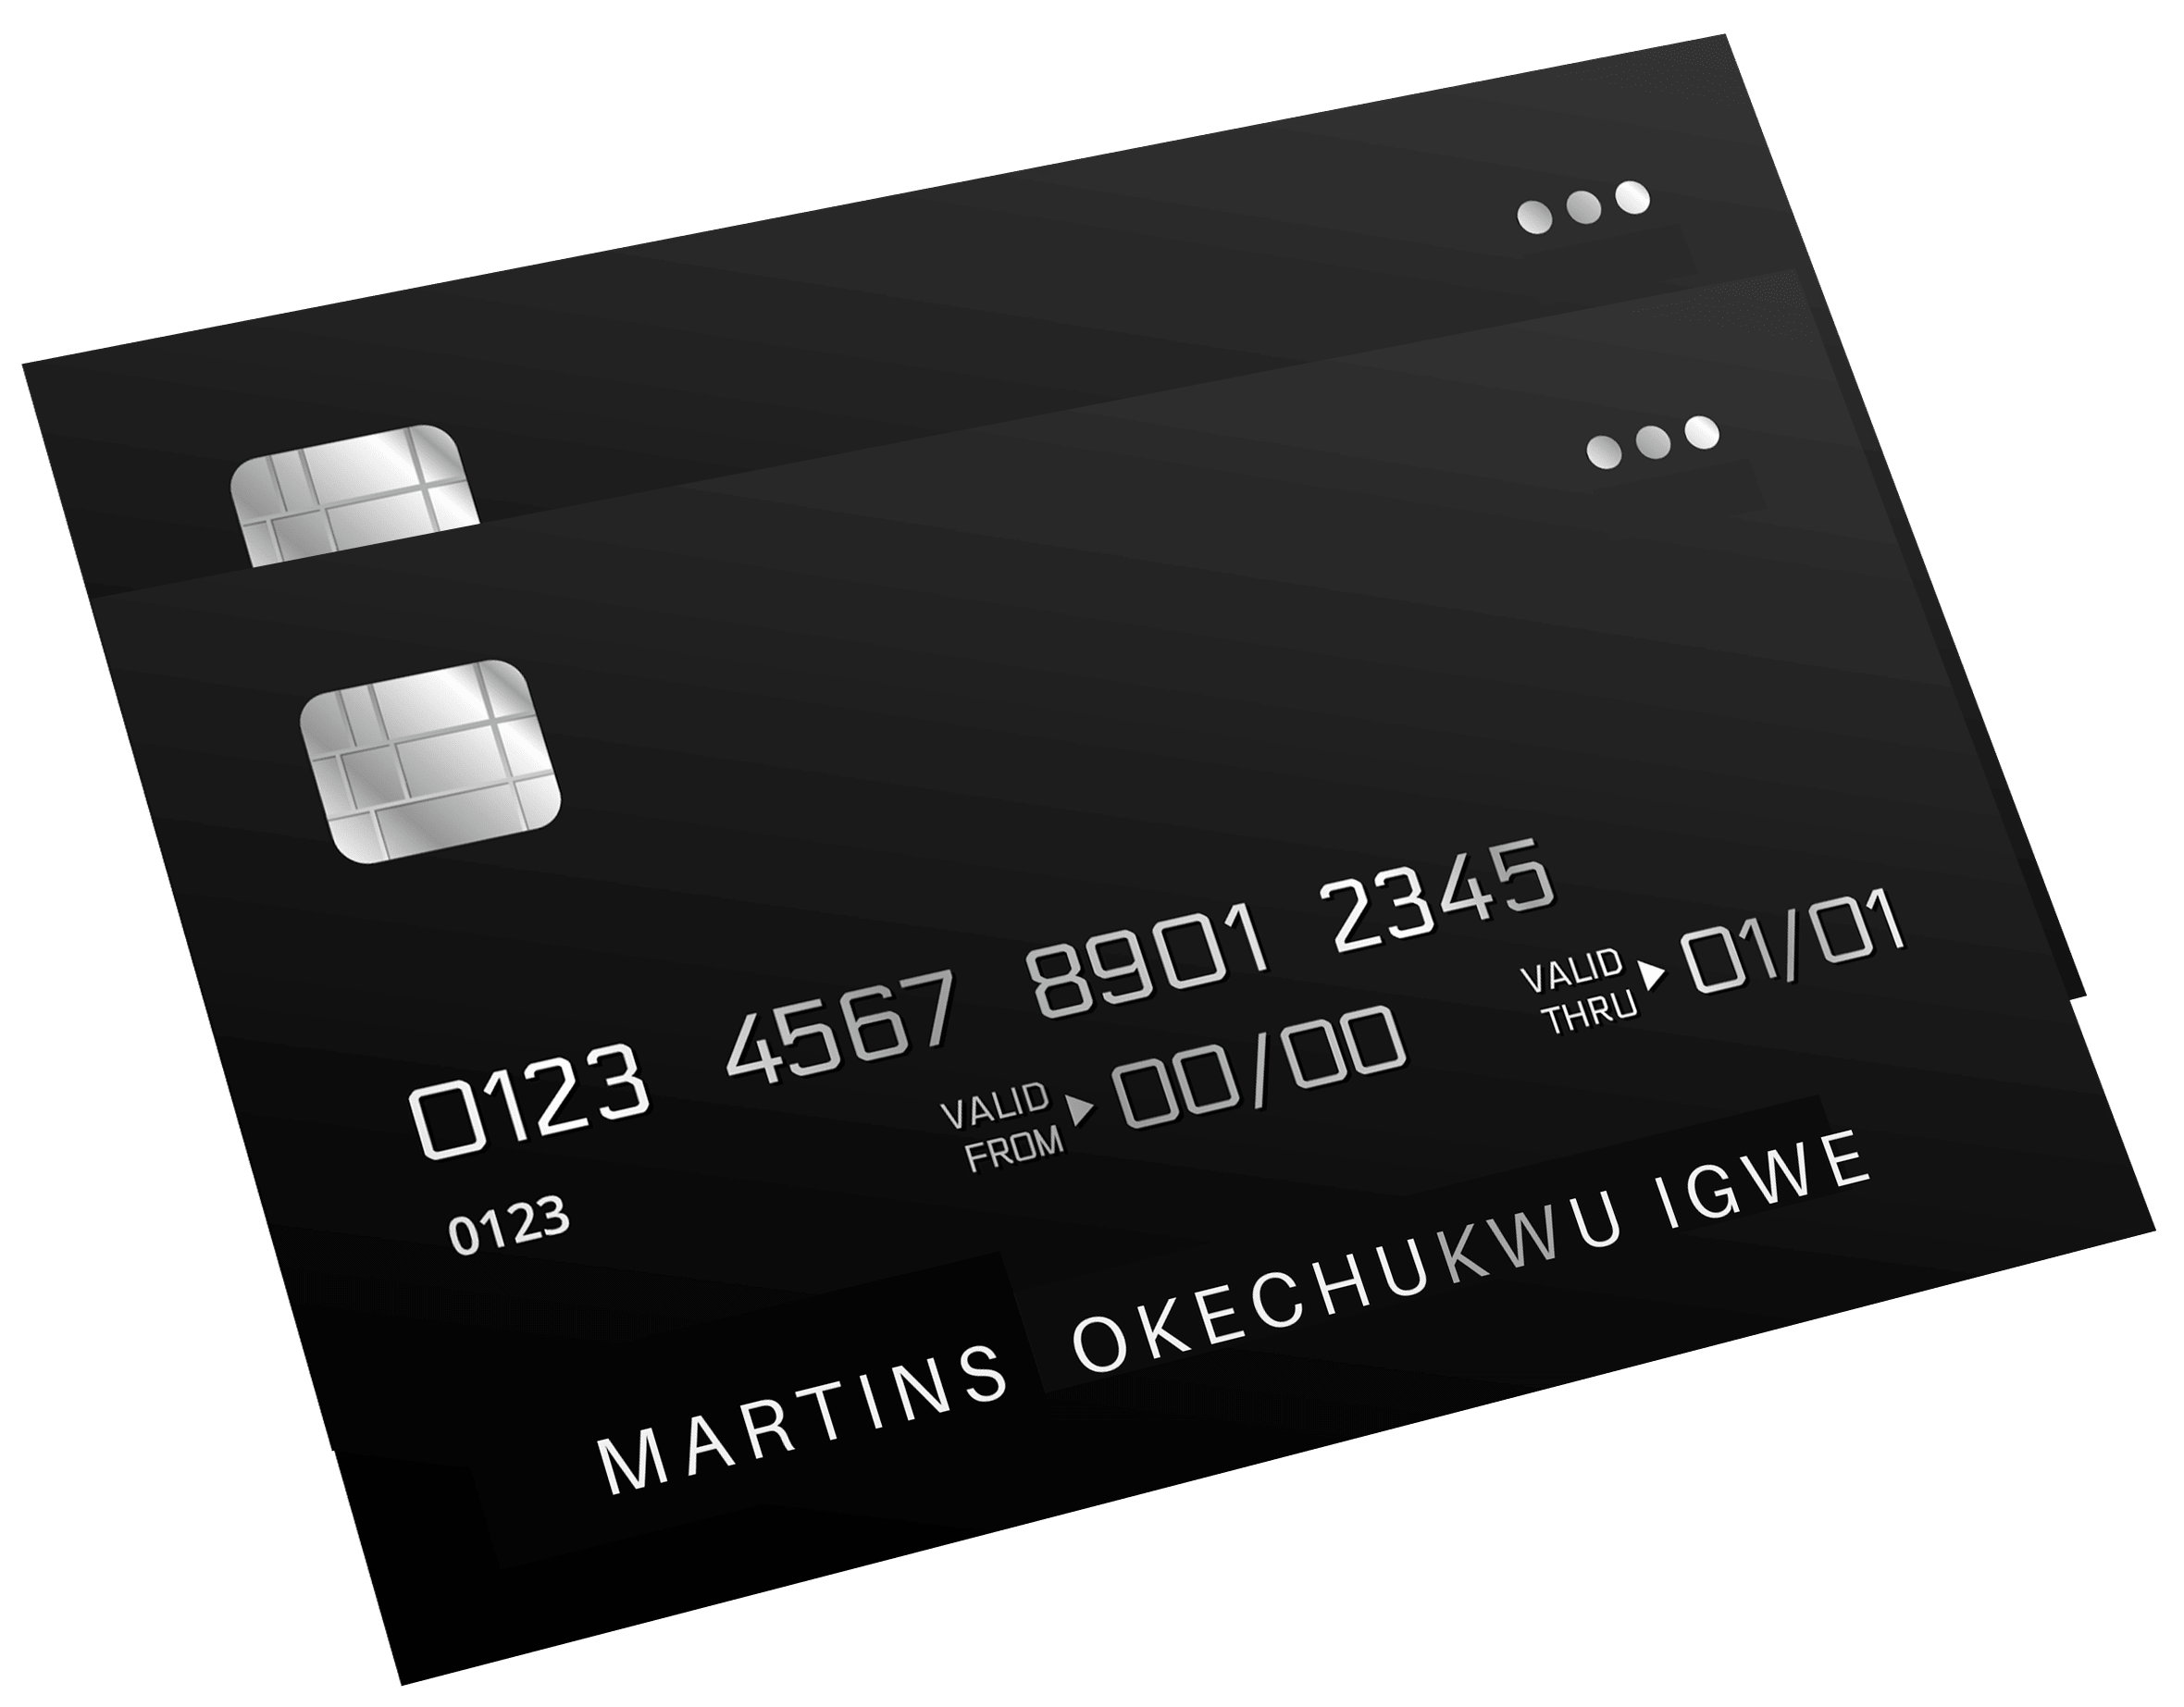 0123 4567 8901 2345
0123 VALID FROM ▶ 00/00 VALID THRU ▶ 01/01
MARTINS OKECHUKWU IGWE